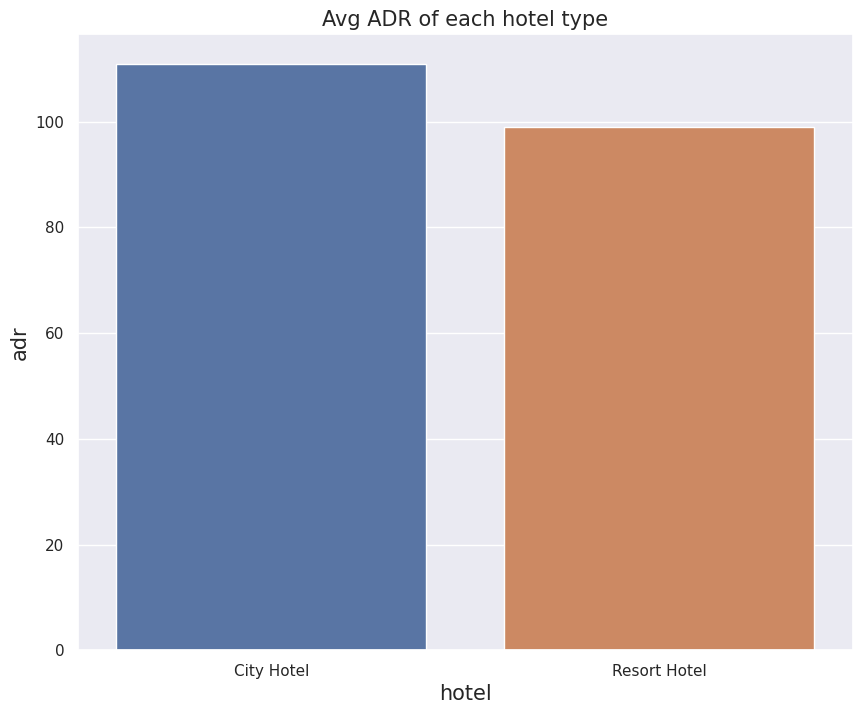 Avg ADR of each hotel type
adr
100
80
60
40
20
0
City Hotel
Resort Hotel
hotel